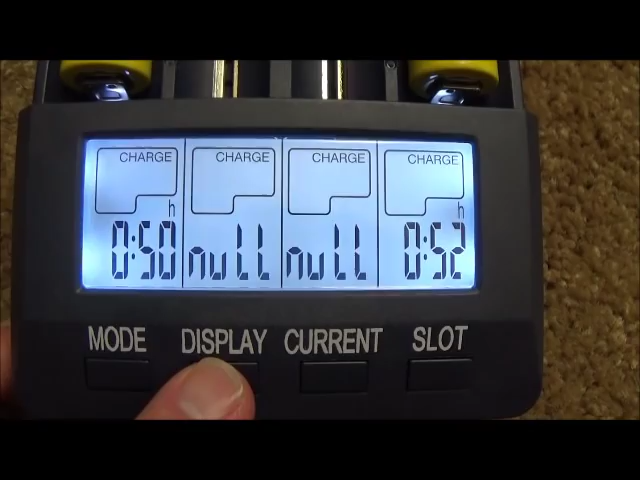 CHARGE CHARGE CHARGE CHARGE
h h
0:50 null null 0:52
MODE DISPLAY CURRENT SLOT